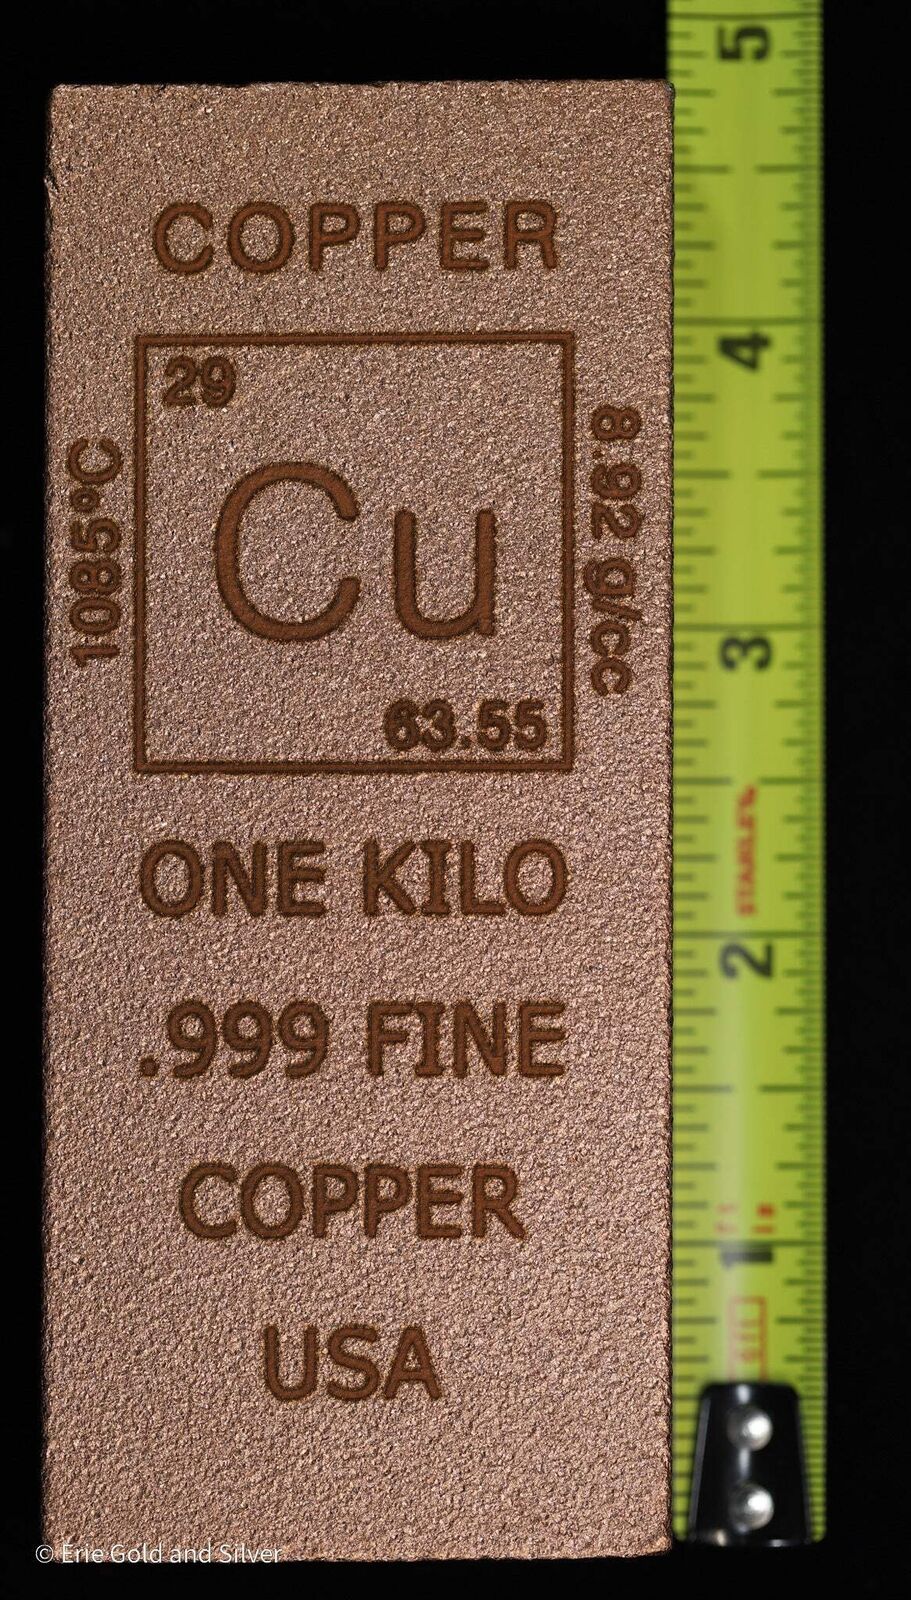 COPPER
29
Cu
63.55
1085°C
8.92 g/cc
ONE KILO
.999 FINE
COPPER
USA
5
4
3
STANLEY
2
1
© Erie Gold and Silver